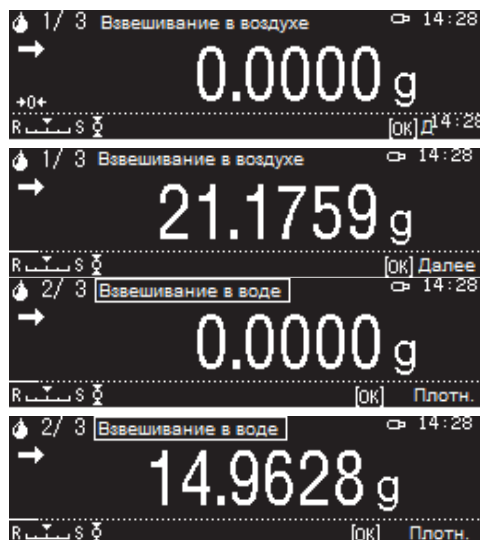 1/ 3 Взвешивание в воздухе 14:28
0.0000 g
+0+
R S [OK] Д14:28
1/ 3 Взвешивание в воздухе 14:28
21.1759 g
R S [OK] Далее
2/ 3 Взвешивание в воде 14:28
0.0000 g
R S [OK] Плотн.
2/ 3 Взвешивание в воде 14:28
14.9628 g
R S [OK] Плотн.